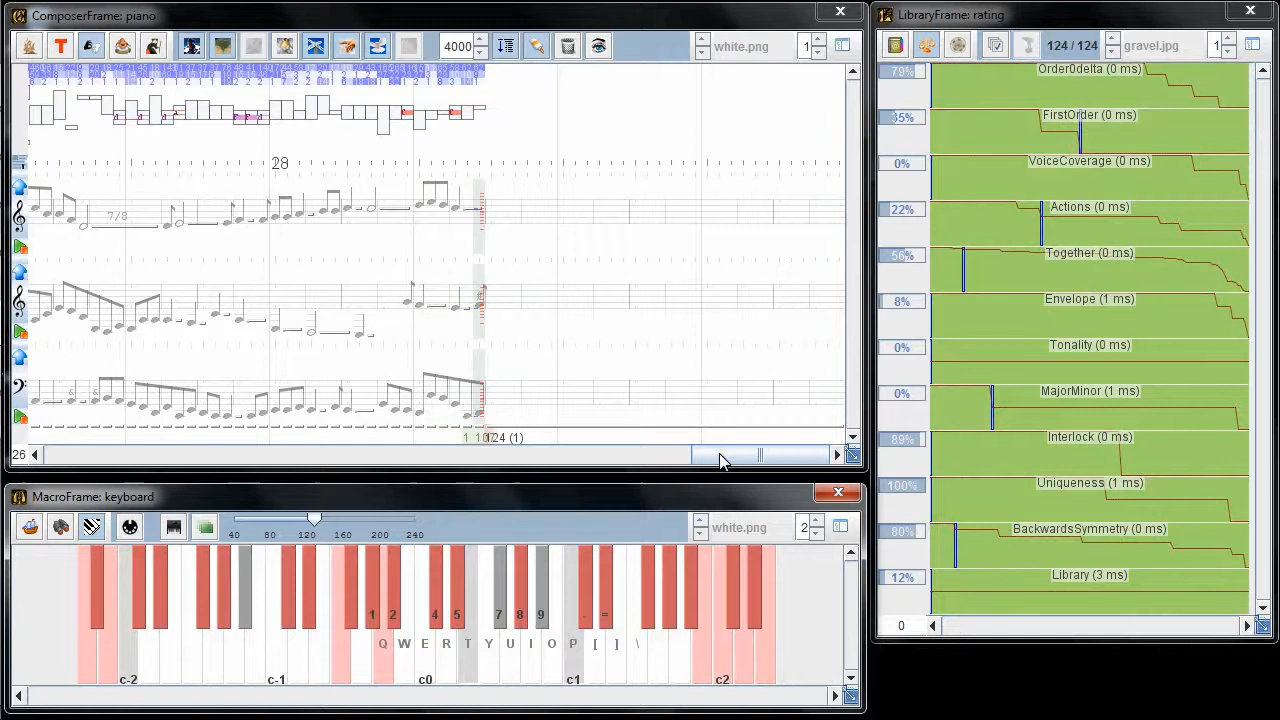 ComposerFrame: piano
T
4000
white.png
1
28
7/8
1 107
124 (1)
26
MacroFrame: keyboard
40 80 120 160 200 240
white.png
2
1 2 4 5 7 8 9 - =
Q W E R T Y U I O P [ ] \
c-2 c-1 c0 c1 c2
LibraryFrame: rating
124 / 124
gravel.jpg
1
79% Order0delta (0 ms)
35% FirstOrder (0 ms)
0% VoiceCoverage (0 ms)
22% Actions (0 ms)
56% Together (0 ms)
8% Envelope (1 ms)
0% Tonality (0 ms)
0% MajorMinor (1 ms)
89% Interlock (0 ms)
100% Uniqueness (1 ms)
80% BackwardsSymmetry (0 ms)
12% Library (3 ms)
0